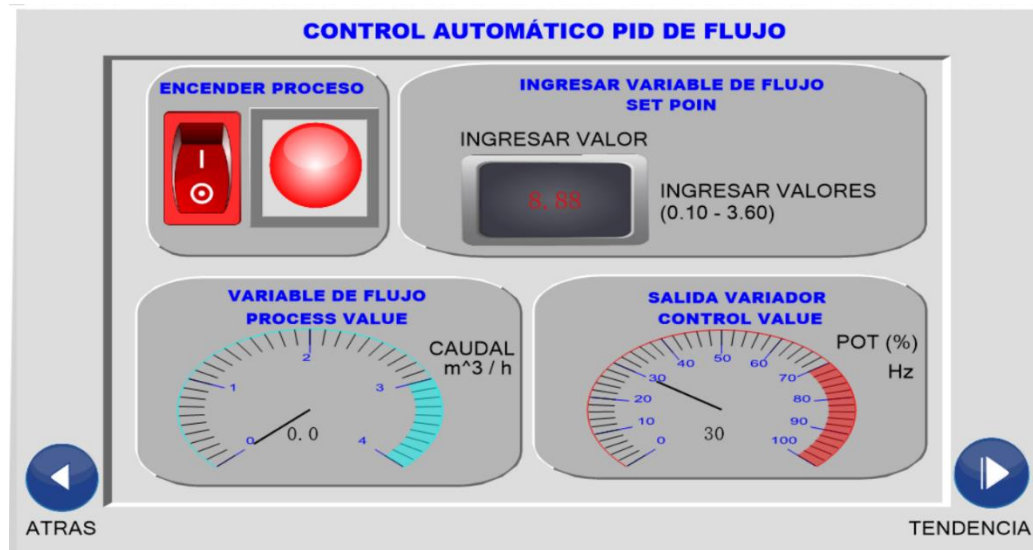 CONTROL AUTOMÁTICO PID DE FLUJO
ENCENDER PROCESO
INGRESAR VARIABLE DE FLUJO
SET POIN
INGRESAR VALOR
8.88
INGRESAR VALORES
(0.10 - 3.60)
VARIABLE DE FLUJO
PROCESS VALUE
CAUDAL
m^3 / h
0
1
2
3
4
0.0
SALIDA VARIADOR
CONTROL VALUE
POT (%)
Hz
0
10
20
30
40
50
60
70
80
90
100
30
ATRAS
TENDENCIA